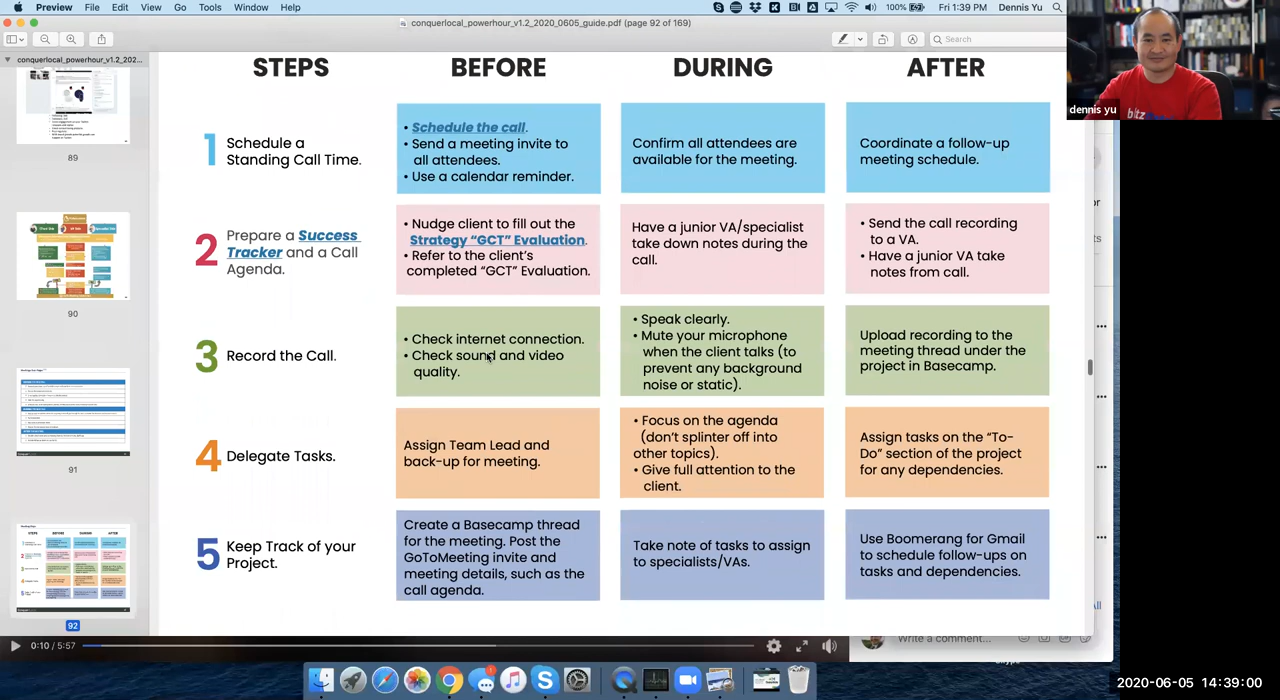 Preview File Edit View Go Tools Window Help
100% Fri 1:39 PM Dennis Yu
conquerlocal_powerhour_v1.2_2020_0605_guide.pdf (page 92 of 169)
Search
conquerlocal_powerhour_v1.2_202...
89
90
91
92
STEPS BEFORE DURING AFTER
1 Schedule a
Standing Call Time.
• Schedule the call.
• Send a meeting invite to
all attendees.
• Use a calendar reminder.
Confirm all attendees are
available for the meeting.
Coordinate a follow-up
meeting schedule.
2 Prepare a Success
Tracker and a Call
Agenda.
• Nudge client to fill out the
Strategy “GCT” Evaluation.
• Refer to the client’s
completed “GCT” Evaluation.
Have a junior VA/specialist
take down notes during the
call.
• Send the call recording
to a VA.
• Have a junior VA take
notes from call.
3 Record the Call.
• Check internet connection.
• Check sound and video
quality.
• Speak clearly.
• Mute your microphone
when the client talks (to
prevent any background
noise or static).
Upload recording to the
meeting thread under the
project in Basecamp.
4 Delegate Tasks.
Assign Team Lead and
back-up for meeting.
• Focus on the agenda
(don’t splinter off into
other topics).
• Give full attention to the
client.
Assign tasks on the “To-
Do” section of the project
for any dependencies.
5 Keep Track of your
Project.
Create a Basecamp thread
for the meeting. Post the
GoToMeeting invite and
meeting details, such as the
call agenda.
Take note of tasks to assign
to specialists/VAs.
Use Boomerang for Gmail
to schedule follow-ups on
tasks and dependencies.
dennis yu
0:10 / 5:57
Write a comment...
2020-06-05 14:39:00